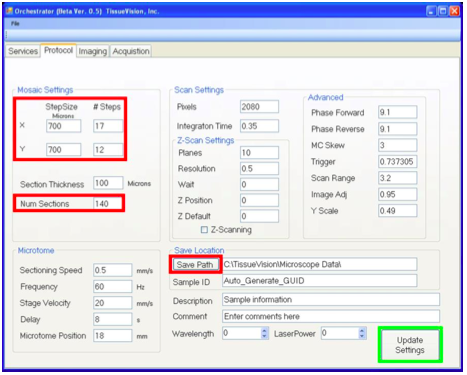 Orchestrator (Beta Ver. 0.5) TissueVision, Inc.
File
Services Protocol Imaging Acquistion
Mosaic Settings
StepSize # Steps
Microns
X 700 17
Y 700 12
Section Thickness 100 Microns
Num Sections 140
Scan Settings
Pixels 2080
Integraton Time 0.35
Z-Scan Settings
Planes 10
Resolution 0.5
Wait 0
Z Position 0
Z Default 0
Z-Scanning
Advanced
Phase Forward 9.1
Phase Reverse 9.1
MC Skew 3
Trigger 0.737305
Scan Range 3.2
Image Adj 0.95
Y Scale 0.49
Microtome
Sectioning Speed 0.5 mm/s
Frequency 60 Hz
Stage Velocity 20 mm/s
Delay 8 s
Microtome Position 18 mm
Save Location
Save Path C:\TissueVision\Microscope Data\
Sample ID Auto_Generate_GUID
Description Sample information
Comment Enter comments here
Wavelength 0 LaserPower 0
Update
Settings